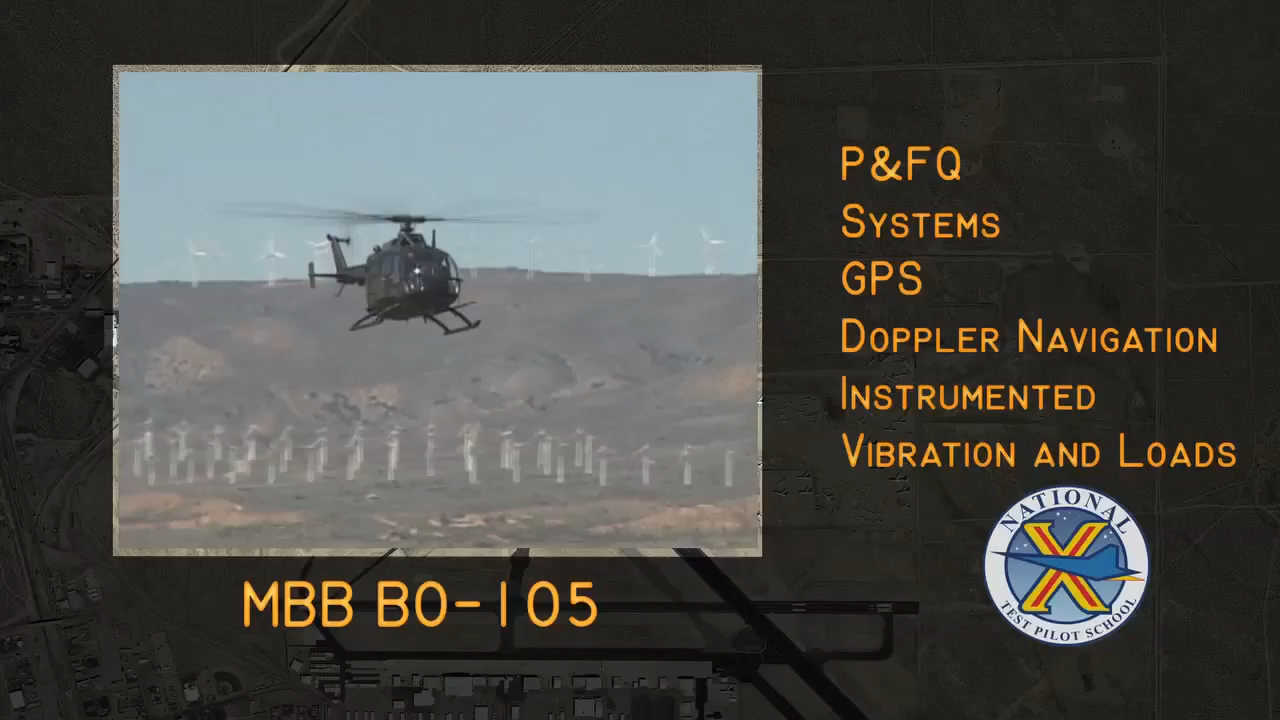 P&FQ
SYSTEMS
GPS
DOPPLER NAVIGATION
INSTRUMENTED
VIBRATION AND LOADS
MBB BO-105
NATIONAL
X
TEST PILOT SCHOOL